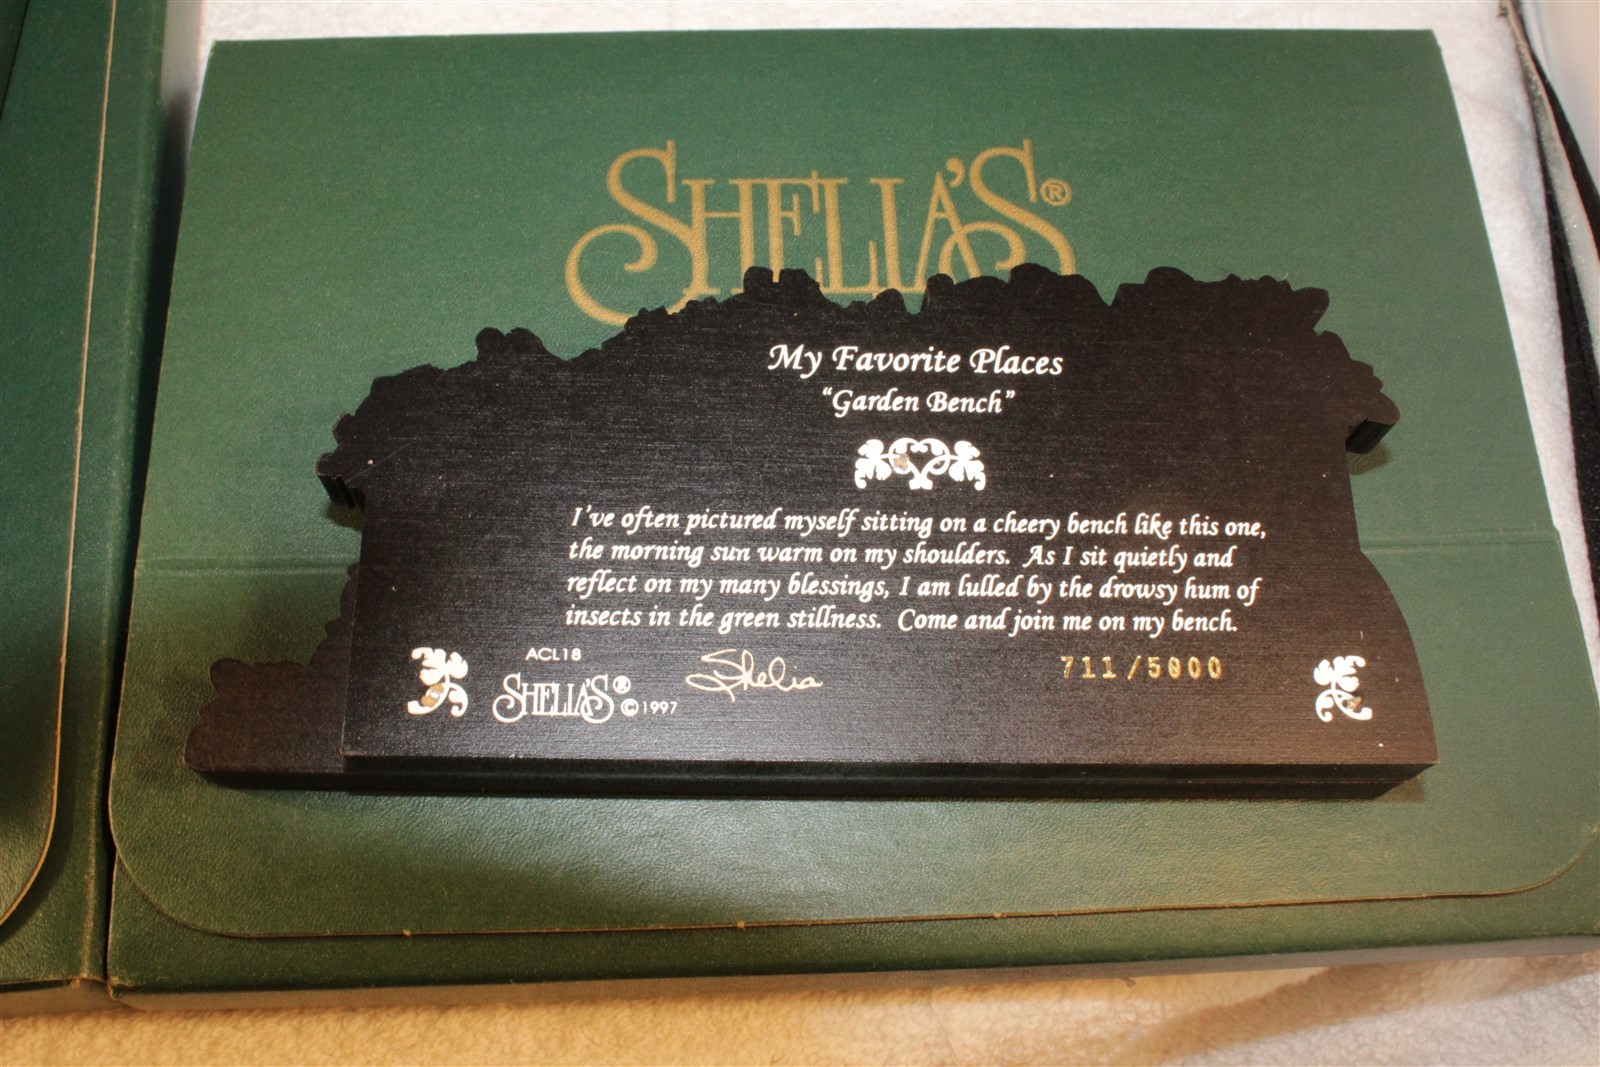 SHELIA'S®
My Favorite Places
“Garden Bench”
I've often pictured myself sitting on a cheery bench like this one,
the morning sun warm on my shoulders. As I sit quietly and
reflect on my many blessings, I am lulled by the drowsy hum of
insects in the green stillness. Come and join me on my bench.
ACL18
SHELIA'S® ©1997
Shelia
711/5000